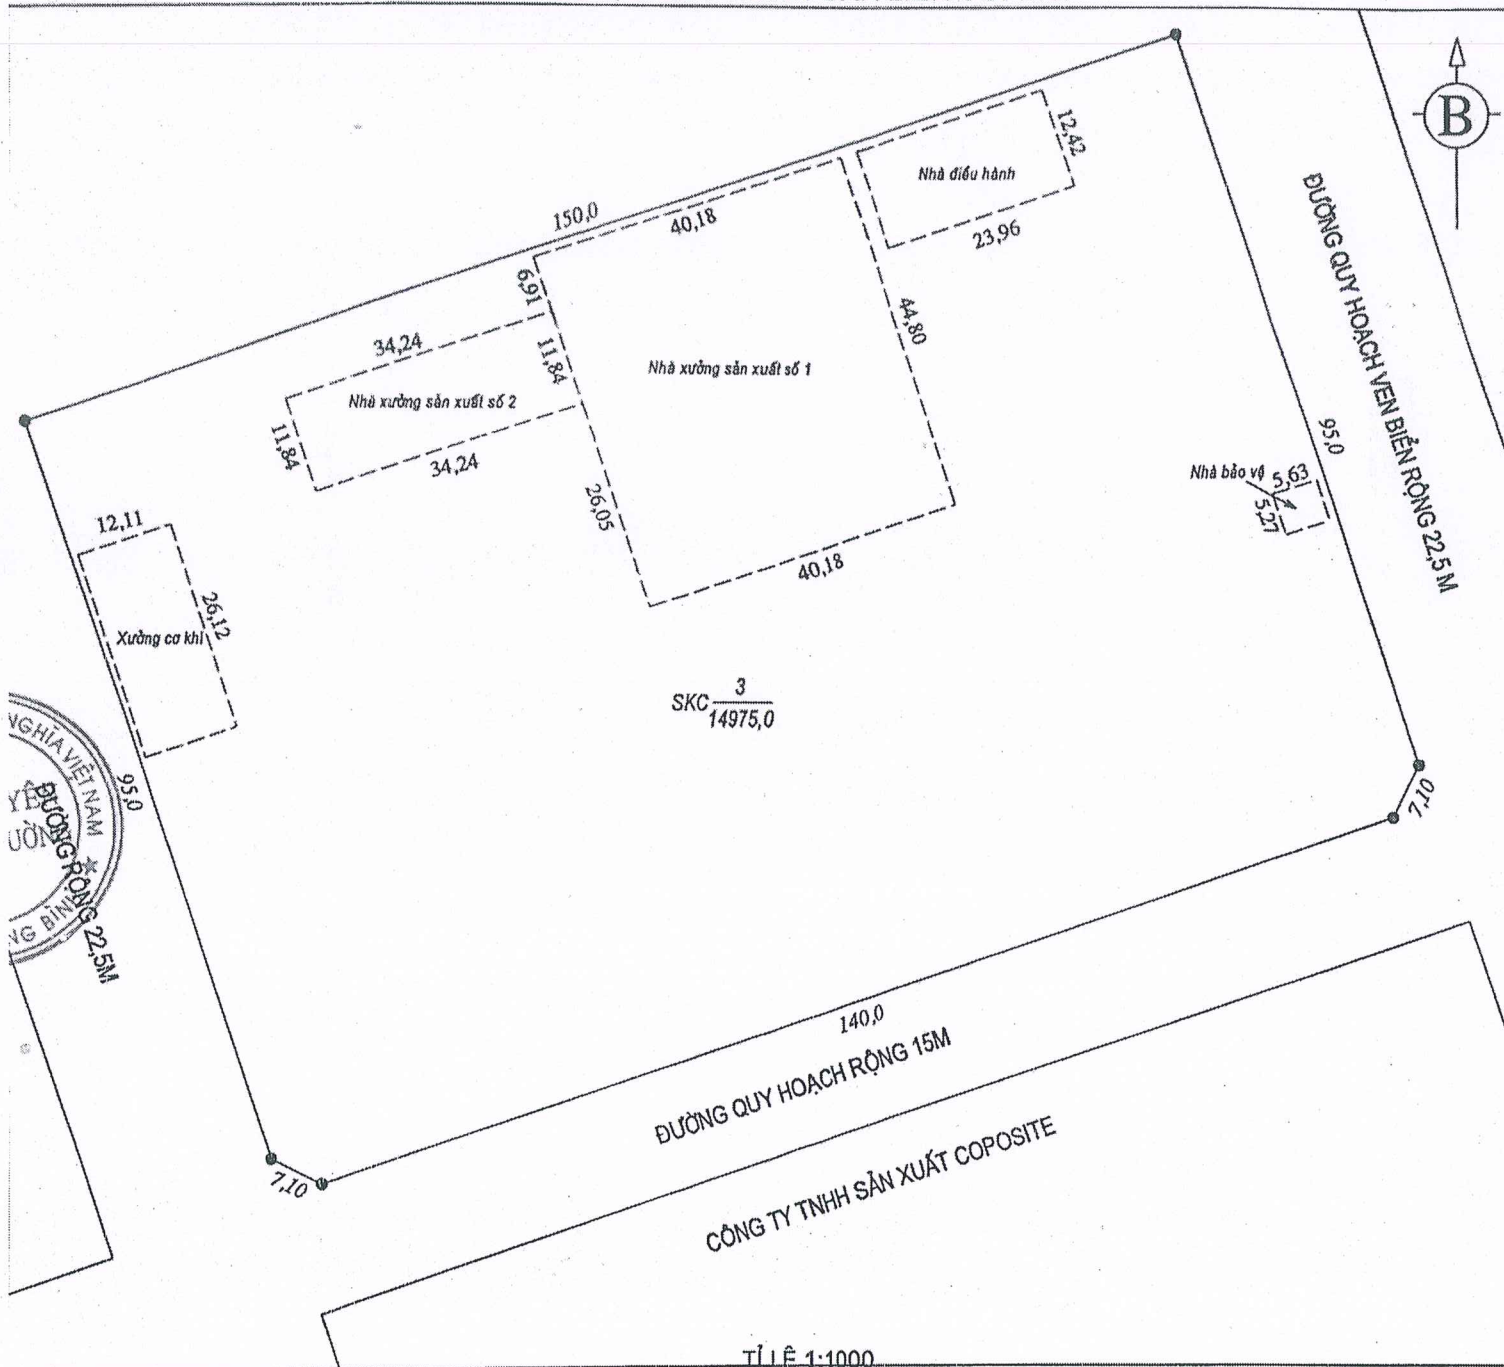 B
150,0
40,18
12,42
Nhà điều hành
23,96
6,91
34,24
11,84
44,80
Nhà xưởng sản xuất số 1
Nhà xưởng sản xuất số 2
11,84
34,24
26,05
40,18
ĐƯỜNG QUY HOẠCH VEN BIỂN RỘNG 22,5 M
95,0
Nhà bảo vệ
5,63
5,27
12,11
26,12
Xưởng cơ khí
SKC 3
14975,0
NGHĨA VIỆT NAM
95,0
ĐƯỜNG RỘNG 22,5M
7,10
140,0
ĐƯỜNG QUY HOẠCH RỘNG 15M
7,10
CÔNG TY TNHH SẢN XUẤT COPOSITE
TỈ LỆ 1:1000